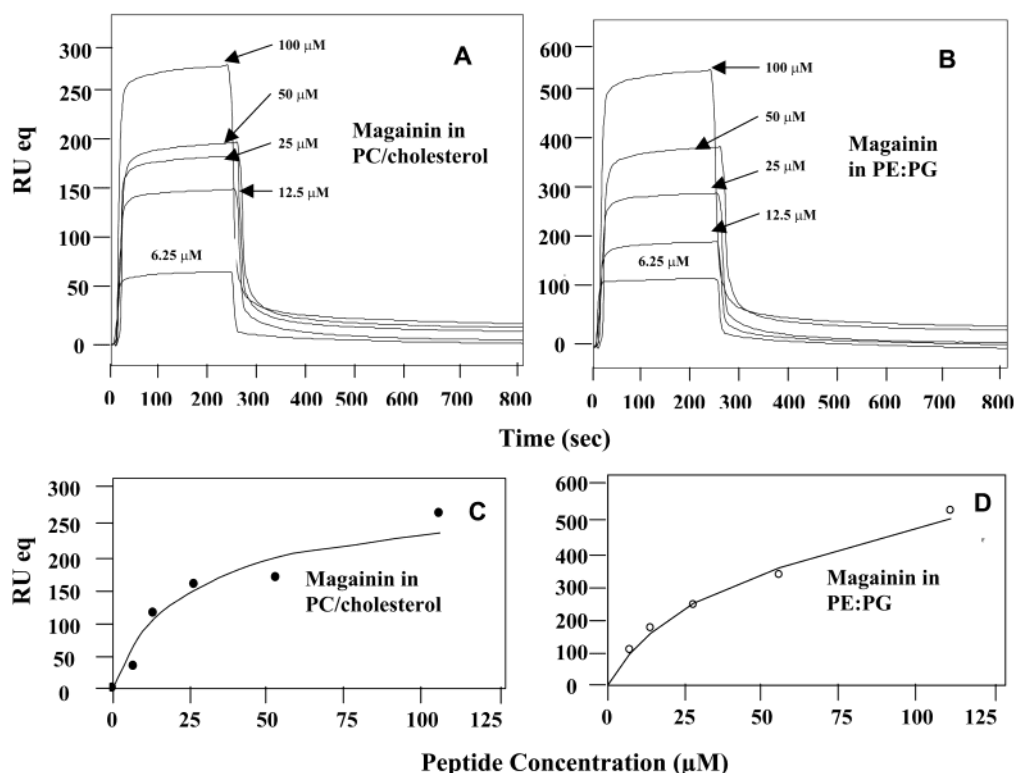 A
300
250
200
150
100
50
0
RU eq
100 µM
50 µM
25 µM
12.5 µM
6.25 µM
Magainin in
PC/cholesterol
0 100 200 300 400 500 600 700 800
B
600
500
400
300
200
100
0
100 µM
50 µM
25 µM
12.5 µM
6.25 µM
Magainin
in PE:PG
0 100 200 300 400 500 600 700 800
Time (sec)
C
300
250
200
150
100
50
0
RU eq
Magainin in
PC/cholesterol
0 25 50 75 100 125
D
600
500
400
300
200
100
0
Magainin in
PE:PG
0 25 50 75 100 125
Peptide Concentration (µM)